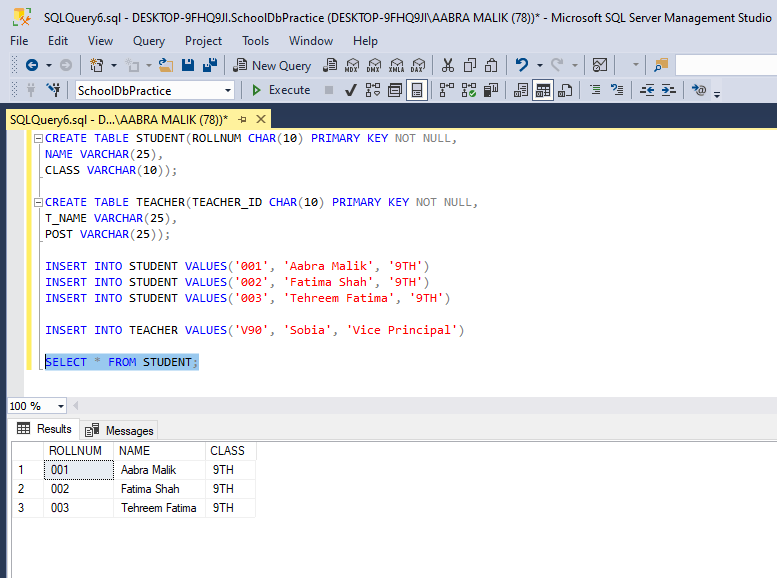 SQLQuery6.sql - DESKTOP-9FHQ9JI.SchoolDbPractice (DESKTOP-9FHQ9JI\AABRA MALIK (78))* - Microsoft SQL Server Management Studio
File Edit View Query Project Tools Window Help
New Query MDX DMX XMLA DAX
SchoolDbPractice Execute
SQLQuery6.sql - D...\AABRA MALIK (78))*
CREATE TABLE STUDENT(ROLLNUM CHAR(10) PRIMARY KEY NOT NULL,
NAME VARCHAR(25),
CLASS VARCHAR(10));
CREATE TABLE TEACHER(TEACHER_ID CHAR(10) PRIMARY KEY NOT NULL,
T_NAME VARCHAR(25),
POST VARCHAR(25));
INSERT INTO STUDENT VALUES('001', 'Aabra Malik', '9TH')
INSERT INTO STUDENT VALUES('002', 'Fatima Shah', '9TH')
INSERT INTO STUDENT VALUES('003', 'Tehreem Fatima', '9TH')
INSERT INTO TEACHER VALUES('V90', 'Sobia', 'Vice Principal')
SELECT * FROM STUDENT;
100 %
Results Messages
ROLLNUM NAME CLASS
1 001 Aabra Malik 9TH
2 002 Fatima Shah 9TH
3 003 Tehreem Fatima 9TH